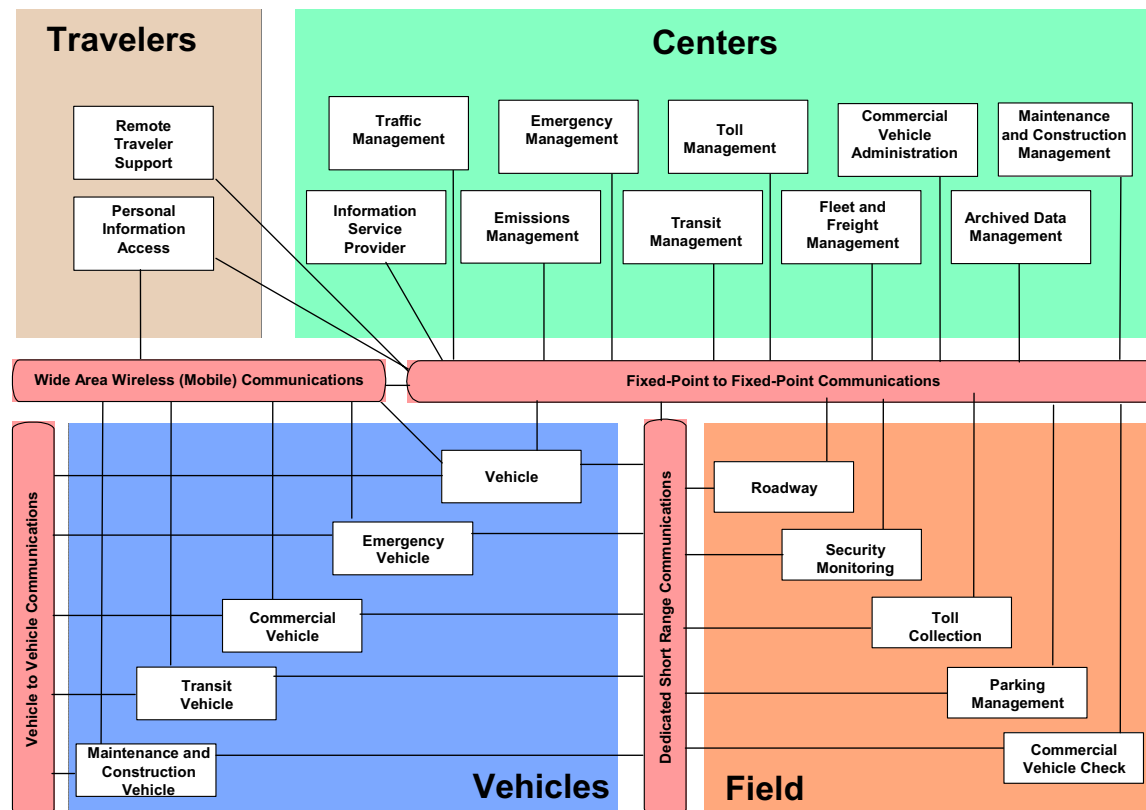 Travelers
Centers
Remote
Traveler
Support
Personal
Information
Access
Traffic
Management
Emergency
Management
Toll
Management
Commercial
Vehicle
Administration
Maintenance
and Construction
Management
Information
Service
Provider
Emissions
Management
Transit
Management
Fleet and
Freight
Management
Archived Data
Management
Wide Area Wireless (Mobile) Communications
Fixed-Point to Fixed-Point Communications
Vehicle to Vehicle Communications
Vehicle
Emergency
Vehicle
Commercial
Vehicle
Transit
Vehicle
Maintenance and
Construction
Vehicle
Vehicles
Dedicated Short Range Communications
Roadway
Security
Monitoring
Toll
Collection
Parking
Management
Commercial
Vehicle Check
Field